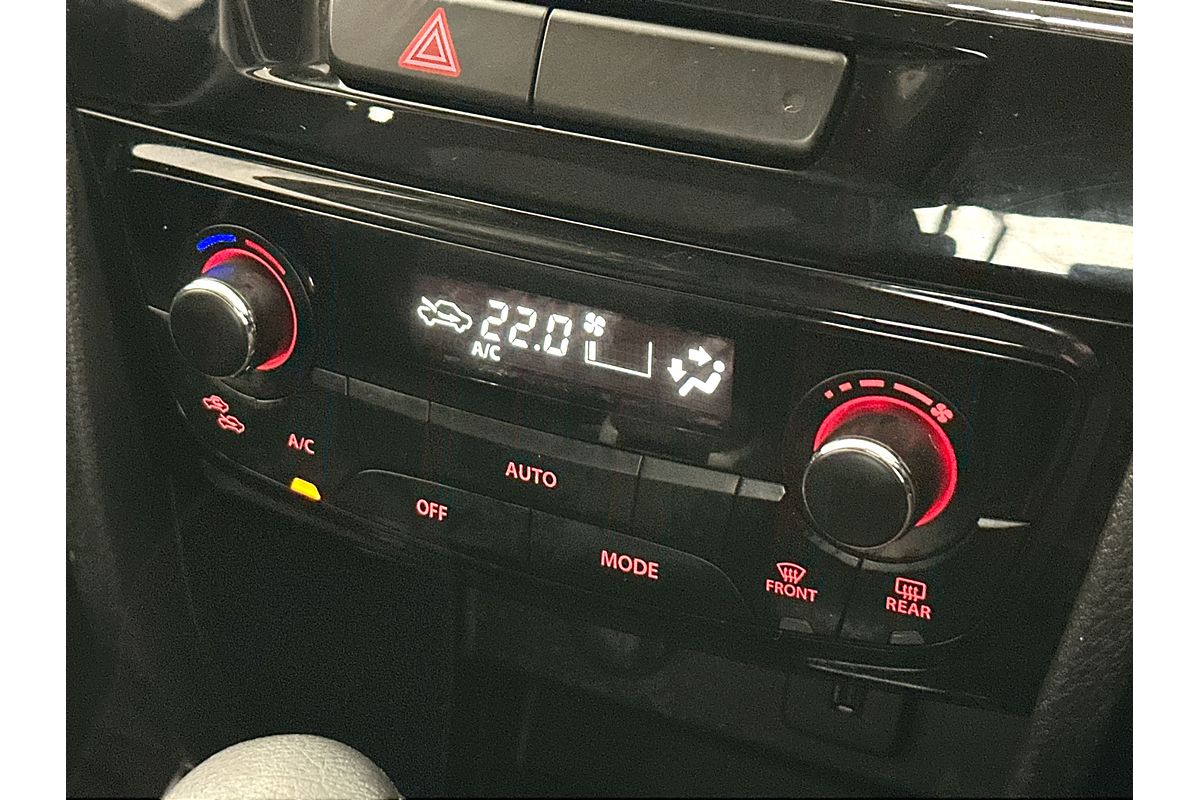 22.0
A/C
A/C
AUTO
OFF
MODE
FRONT
REAR